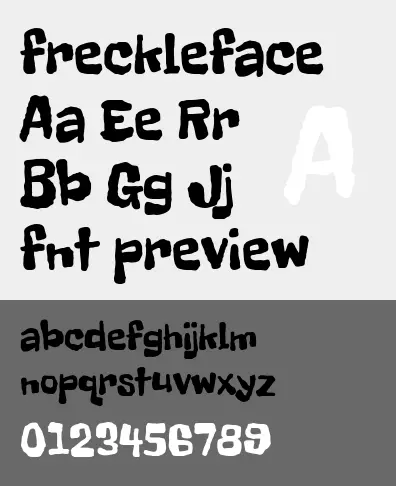 freckleface
Aa Ee Rr
A
Bb Gg Jj
fnt preview
abcdefghijklm
nopqrstuvwxyz
0123456789